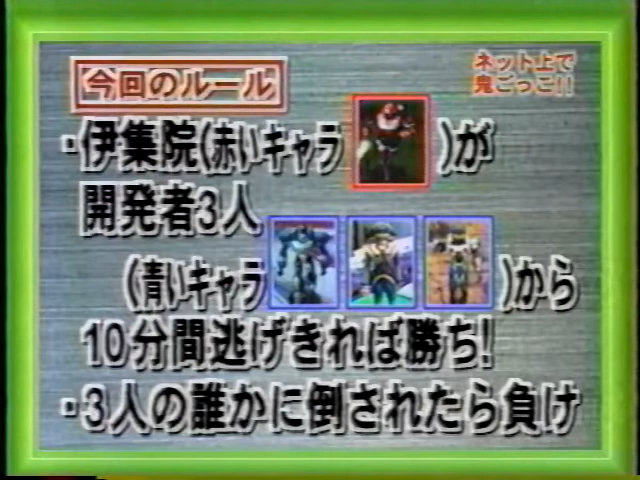 今回のルール
ネット上で
鬼ごっこ!!
・伊集院(赤いキャラ)が
開発者3人
(青いキャラ)から
10分間逃げきれば勝ち!
・3人の誰かに倒されたら負け